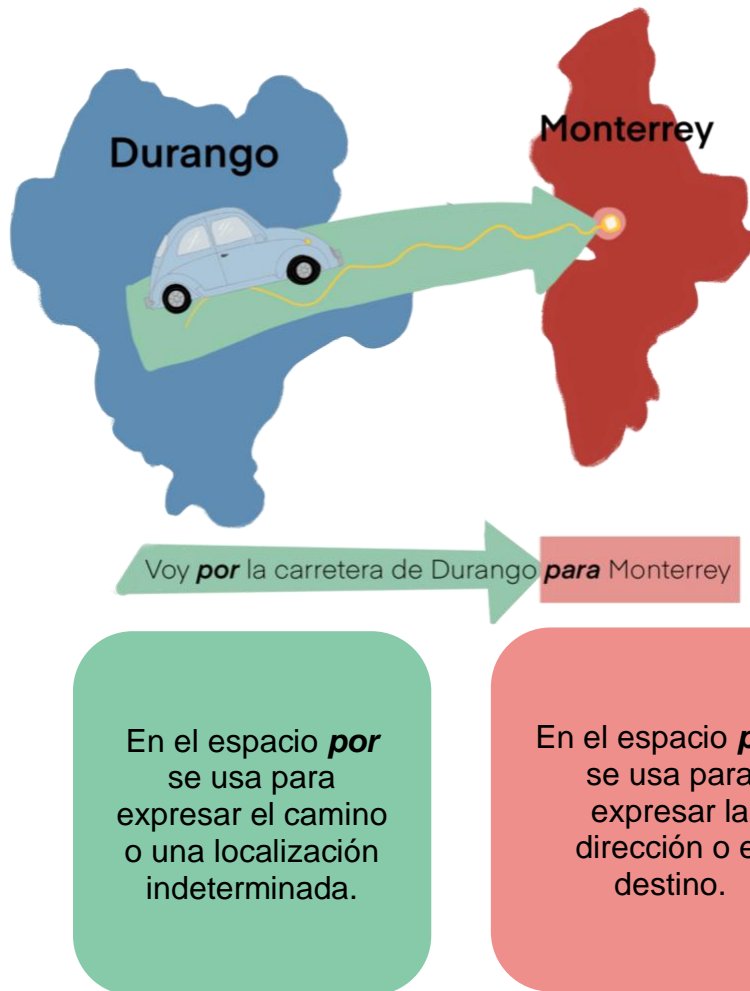 Durango
Monterrey
Voy por la carretera de Durango para Monterrey
En el espacio por
se usa para
expresar el camino
o una localización
indeterminada.
En el espacio
se usa para
expresar la
dirección o
destino.